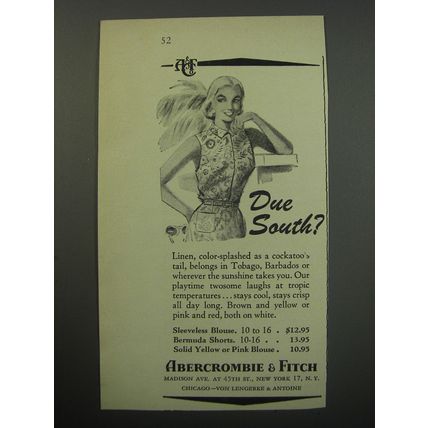 52
A&F
Due
South?
Linen, color-splashed as a cockatoo's
tail, belongs in Tobago, Barbados or
wherever the sunshine takes you. Our
playtime twosome laughs at tropic
temperatures . . . stays cool, stays crisp
all day long. Brown and yellow or
pink and red, both on white.
Sleeveless Blouse. 10 to 16 . $12.95
Bermuda Shorts. 10-16 . . 13.95
Solid Yellow or Pink Blouse . 10.95
ABERCROMBIE & FITCH
MADISON AVE. AT 45TH ST., NEW YORK 17, N. Y.
CHICAGO—VON LENGERKE & ANTOINE